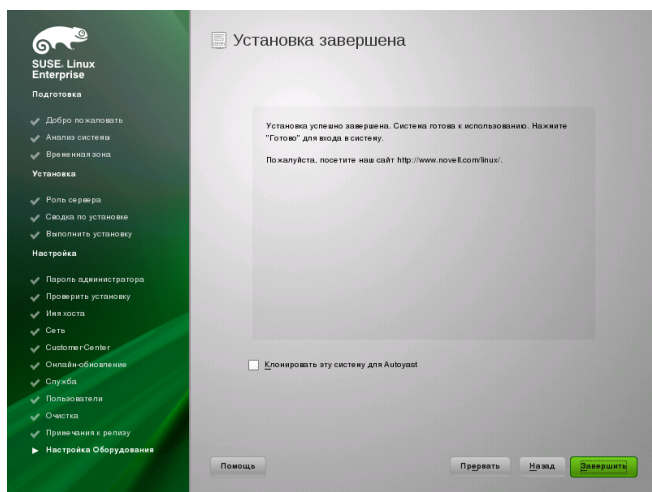 SUSE. Linux
Enterprise
Подготовка
Добро пожаловать
Анализ системы
Временная зона
Установка
Роль сервера
Сводка по установке
Выполнить установку
Настройка
Пароль администратора
Проверить установку
Имя хоста
Сеть
Customer Center
Онлайн-обновление
Служба
Пользователи
Очистка
Примечания к релизу
Настройка Оборудования
Установка завершена
Установка успешно завершена. Система готова к использованию. Нажмите
"Готово" для входа в систему.
Пожалуйста, посетите наш сайт http://www.novell.com/linux/.
Клонировать эту систему для Autoyast
Помощь
Прервать
Назад
Завершить